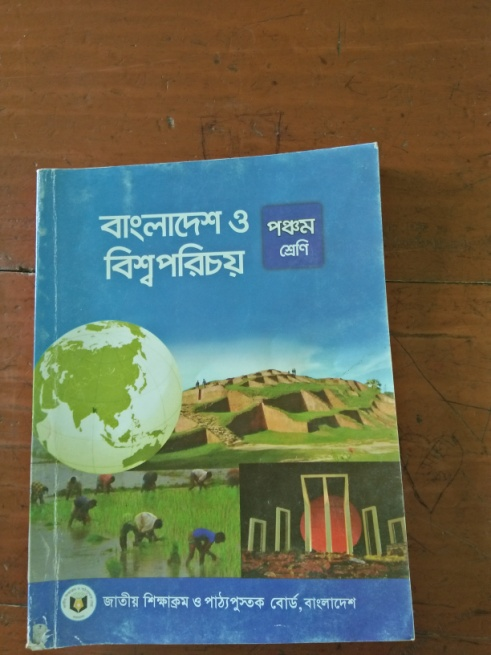 বাংলাদেশ ও
বিশ্বপরিচয়
পঞ্চম
শ্রেণি
জাতীয় শিক্ষাক্রম ও পাঠ্যপুস্তক বোর্ড, বাংলাদেশ